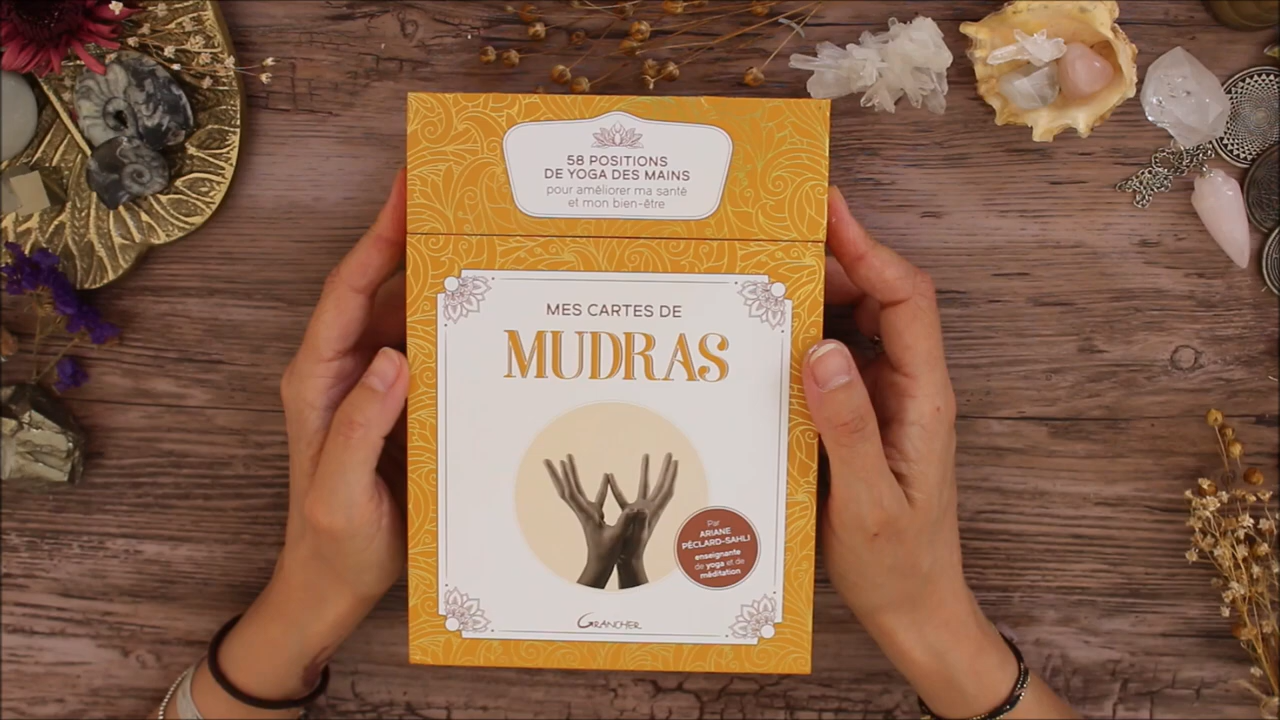 58 POSITIONS
DE YOGA DES MAINS
pour améliorer ma santé
et mon bien-être
MES CARTES DE
MUDRAS
Par
ARIANE
PÉCLARD-SAHLI
enseignante
de yoga et de
méditation
GRANCHER